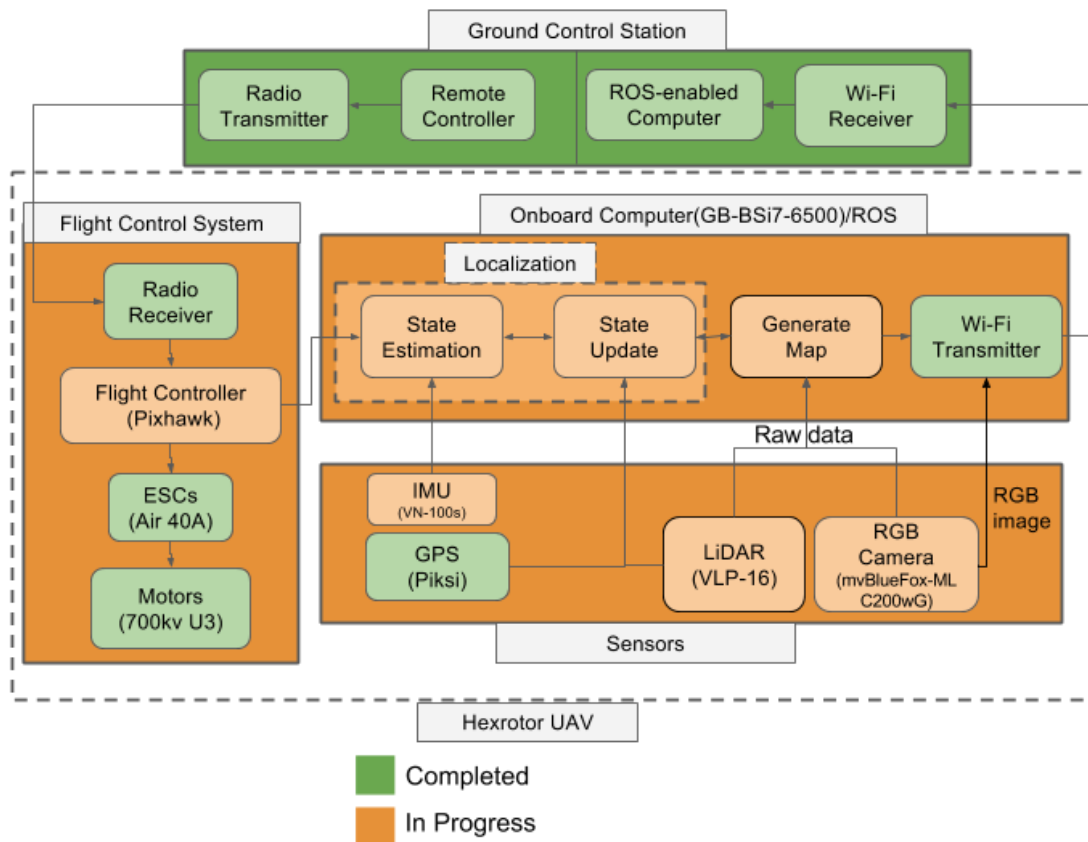 Ground Control Station
Radio
Transmitter
Remote
Controller
ROS-enabled
Computer
Wi-Fi
Receiver
Flight Control System
Radio
Receiver
Flight Controller
(Pixhawk)
ESCs
(Air 40A)
Motors
(700kv U3)
Onboard Computer(GB-BSi7-6500)/ROS
Localization
State
Estimation
State
Update
Generate
Map
Wi-Fi
Transmitter
Raw data
RGB
image
IMU
(VN-100s)
GPS
(Piksi)
LiDAR
(VLP-16)
RGB
Camera
(mvBlueFox-ML
C200wG)
Sensors
Hexrotor UAV
Completed
In Progress